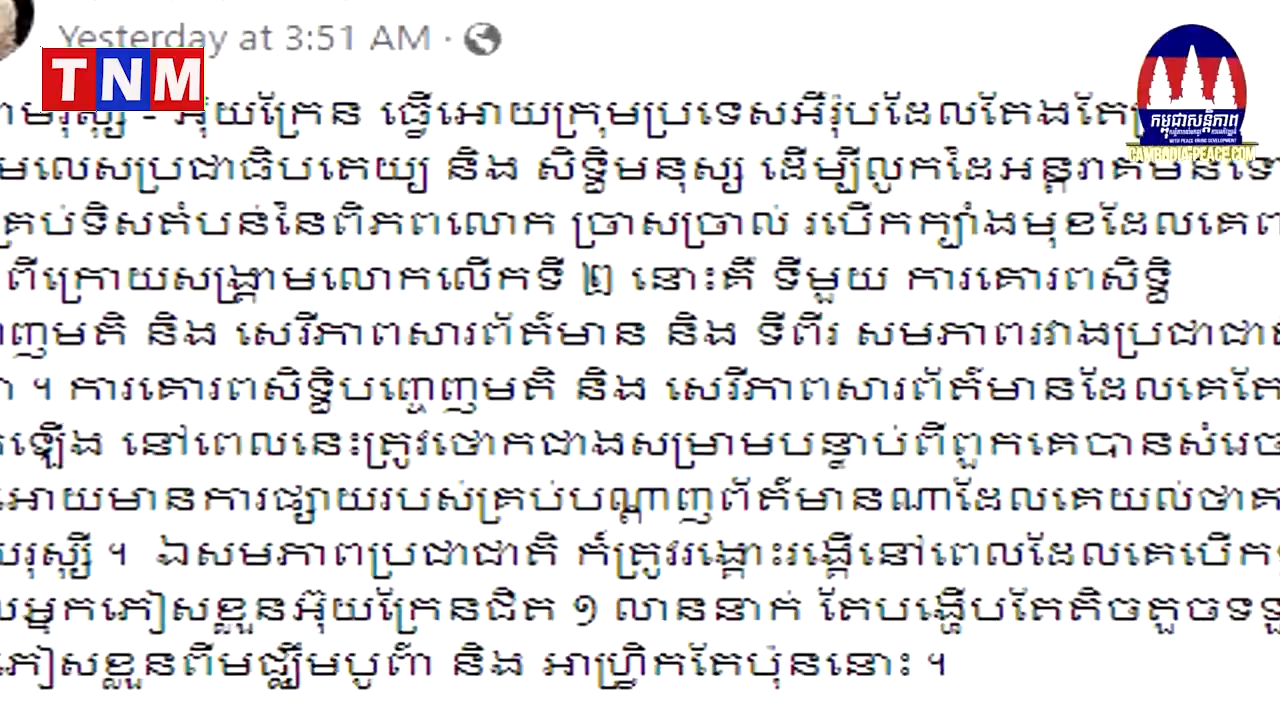 Yesterday at 3:51 AM ·
TNM
កម្ពុជាសន្តិភាព
CAMBODIA-PEACE.COM
- អ៊ុយក្រែន ធ្វើអោយក្រុមប្រទេសអឺរ៉ុបដែលតែងតែ
មលេសប្រជាធិបតេយ្យ និង សិទ្ធិមនុស្ស ដើម្បីលូកដៃអន្តរាគមន៍ទៅ
គ្រប់ទិសតំបន់នៃពិភពលោក ច្រាសច្រាល់ របើកក្បាំងមុខដែលគេ
ពីក្រោយសង្គ្រាមលោកលើកទី ២ នោះគឺ ទីមួយ ការគោរពសិទ្ធិ
ញមតិ និង សេរីភាពសារព័ត៌មាន និង ទីពីរ សមភាពរវាងប្រជាជាតិ
។ ការគោរពសិទ្ធិបញ្ចេញមតិ និង សេរីភាពសារព័ត៌មានដែលគេតែ
ឡើង នៅពេលនេះត្រូវថោកជាងសម្រាមបន្ទាប់ពីពួកគេបានសំរេច
អោយមានការផ្សាយរបស់គ្រប់បណ្តាញព័ត៌មានណាដែលគេយល់ថាគ
រុស្ស៊ី ។ ឯសមភាពប្រជាជាតិ ក៏ត្រូវរង្គោះរង្គើនៅពេលដែលគេបើក
អ្នកភៀសខ្លួនអ៊ុយក្រែនជិត ១ លាននាក់ តែបង្ហើបតែតិចតួចទទួ
ភៀសខ្លួនពីមជ្ឈឹមបូព៌ា និង អាហ្វ្រិកតែប៉ុននោះ ។